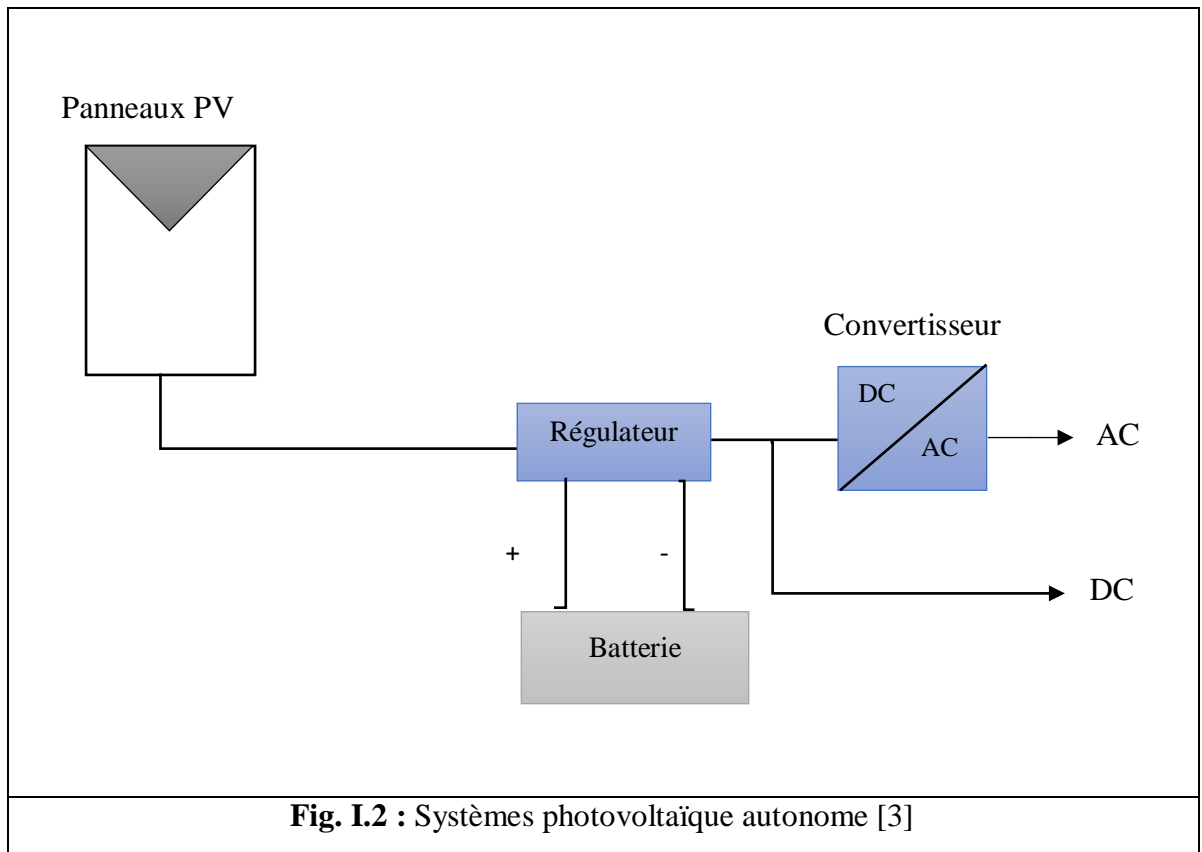 Panneaux PV
Convertisseur
DC
AC
AC
Régulateur
+
-
DC
Batterie
Fig. I.2 : Systèmes photovoltaïque autonome [3]